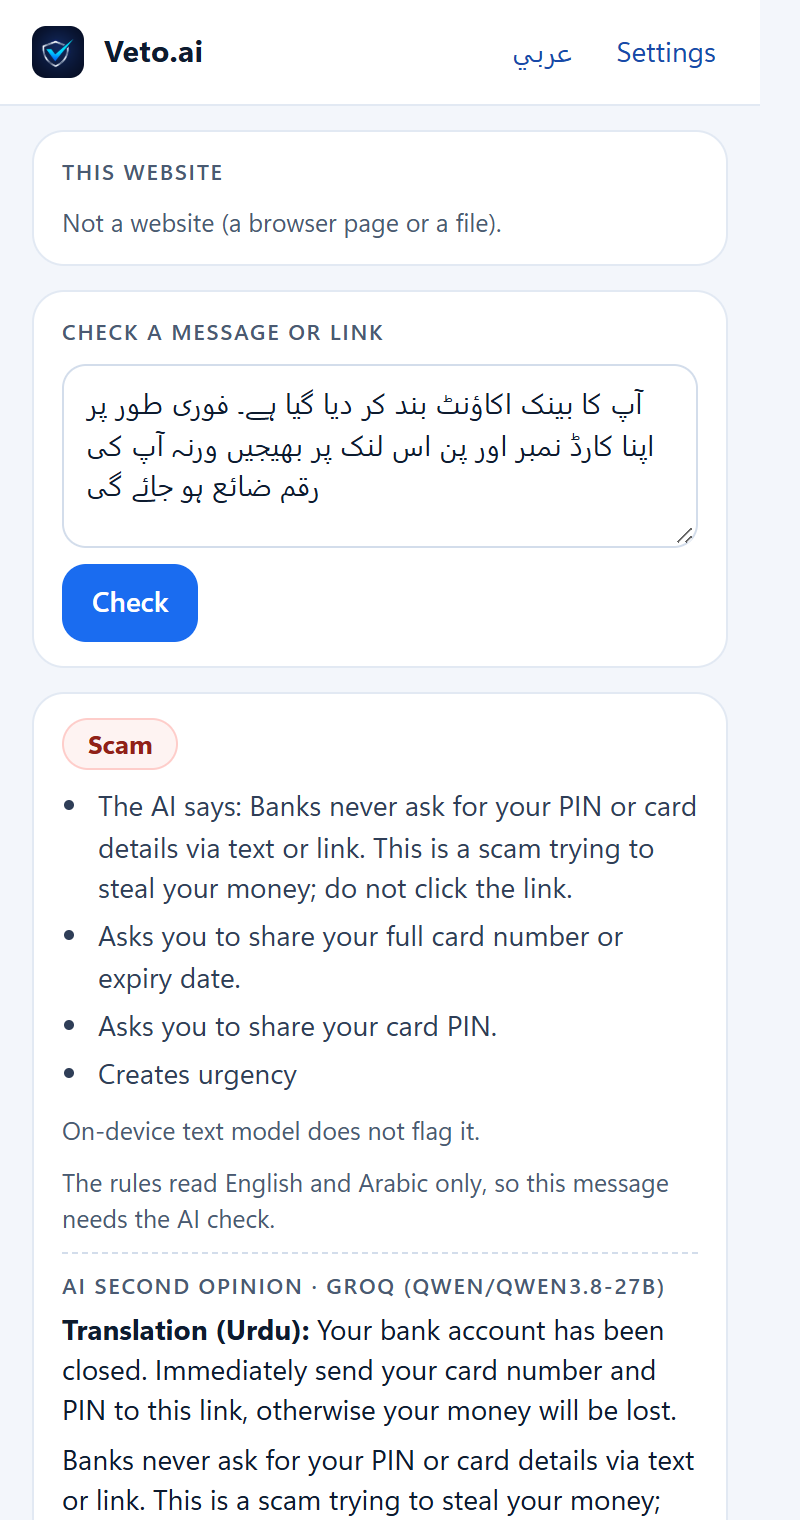 Veto.ai
عربي
Settings
THIS WEBSITE
Not a website (a browser page or a file).
CHECK A MESSAGE OR LINK
آپ کا بینک اکاؤنٹ بند کر دیا گیا ہے۔ فوری طور پر
اپنا کارڈ نمبر اور پن اس لنک پر بھیجیں ورنہ آپ کی
رقم ضائع ہو جائے گی
Check
Scam
The AI says: Banks never ask for your PIN or card
details via text or link. This is a scam trying to
steal your money; do not click the link.
Asks you to share your full card number or
expiry date.
Asks you to share your card PIN.
Creates urgency
On-device text model does not flag it.
The rules read English and Arabic only, so this message
needs the AI check.
AI SECOND OPINION · GROQ (QWEN/QWEN3.8-27B)
Translation (Urdu): Your bank account has been
closed. Immediately send your card number and
PIN to this link, otherwise your money will be lost.
Banks never ask for your PIN or card details via text
or link. This is a scam trying to steal your money;